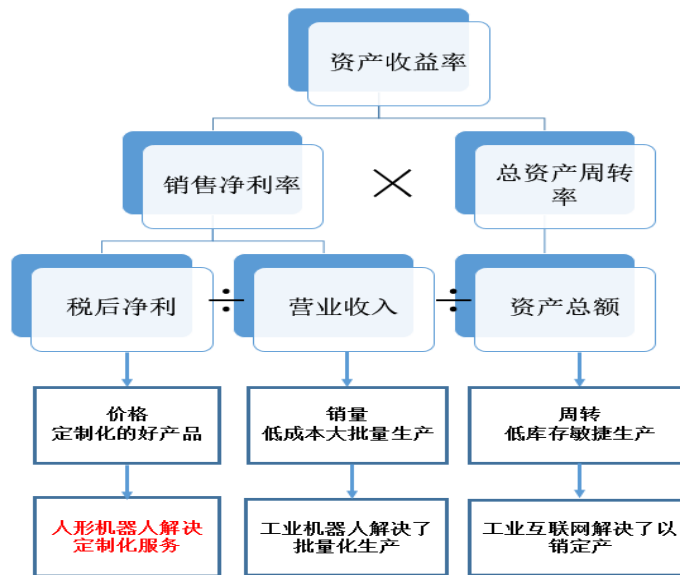 资产收益率
销售净利率
×
总资产周转
率
税后净利
÷
营业收入
÷
资产总额
价格
定制化的好产品
销量
低成本大批量生产
周转
低库存敏捷生产
人形机器人解决
定制化服务
工业机器人解决了
批量化生产
工业互联网解决了以
销定产